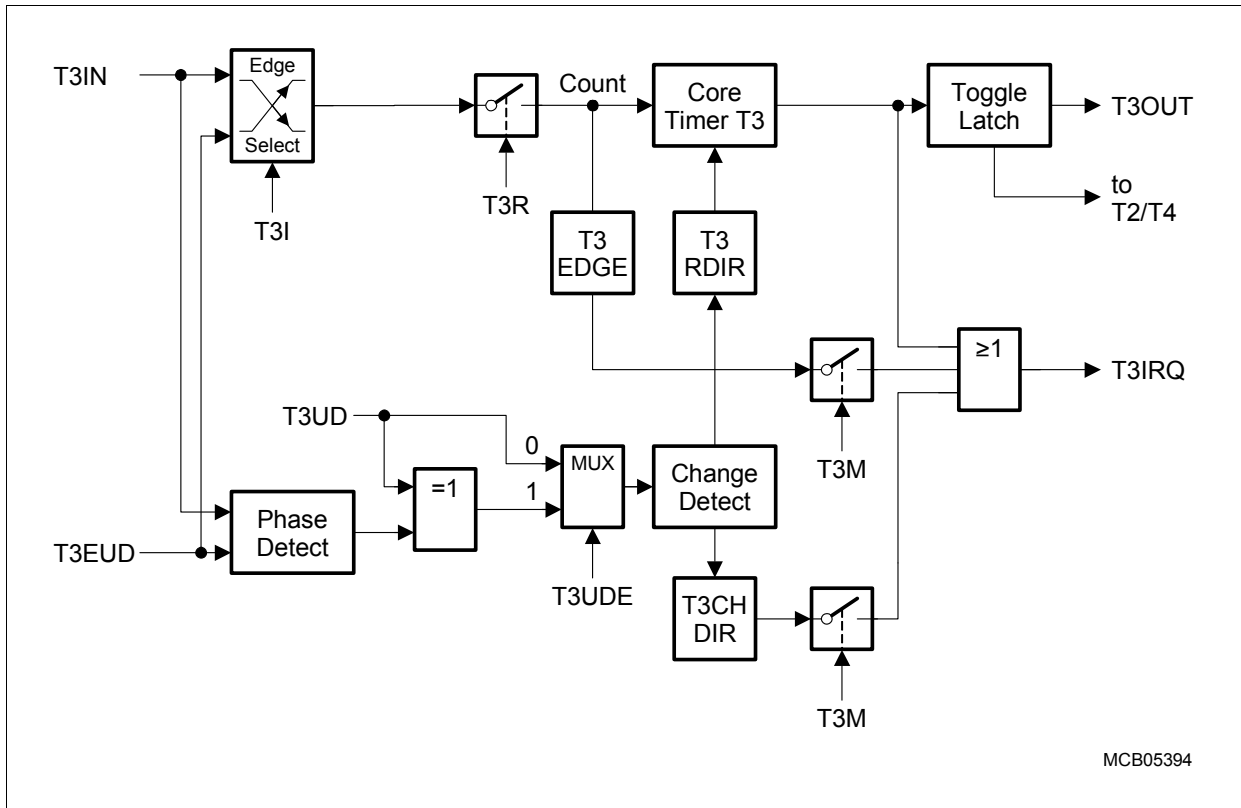 T3IN
Edge
Select
T3I
T3R
Count
Core
Timer T3
Toggle
Latch
T3OUT
to
T2/T4
T3
EDGE
T3
RDIR
≥1
T3IRQ
T3M
T3UD
0
1
=1
MUX
Change
Detect
Phase
Detect
T3EUD
T3UDE
T3CH
DIR
T3M
MCB05394